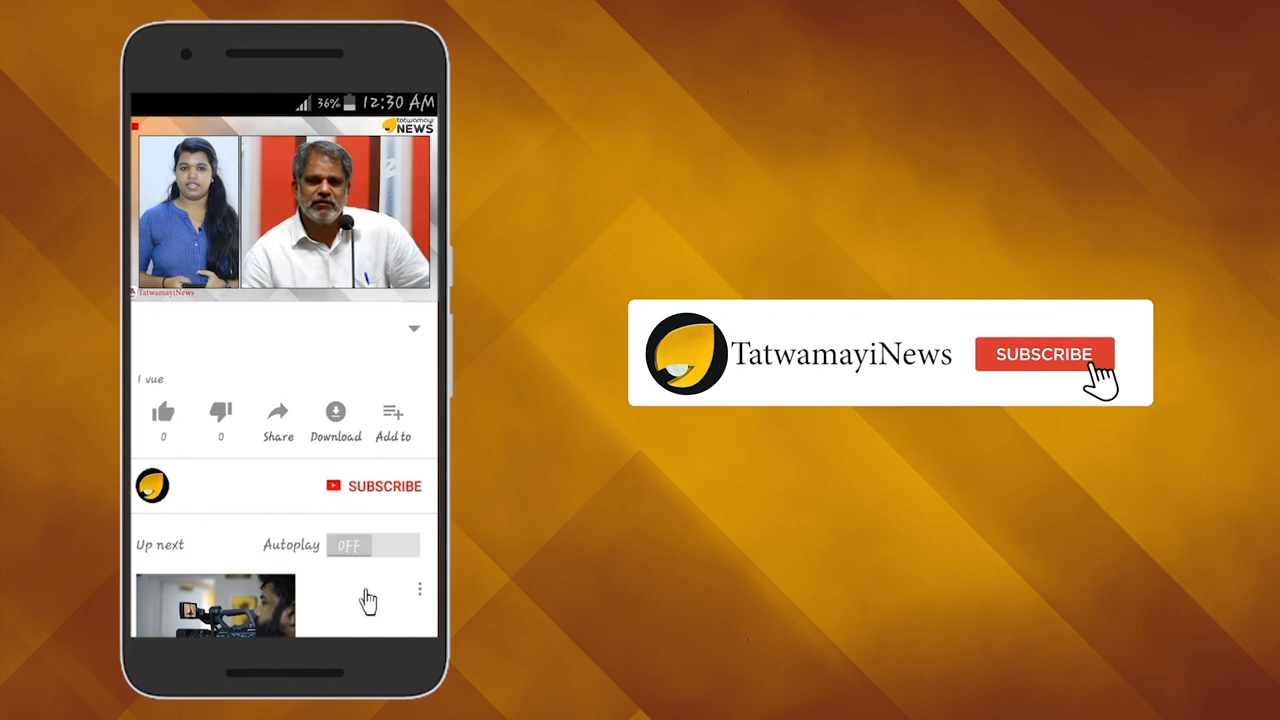 36% 12:30 AM
tatwamayi
NEWS
TatwamayiNews
1 vue
0 0 Share Download Add to
SUBSCRIBE
Up next Autoplay OFF
TatwamayiNews SUBSCRIBE